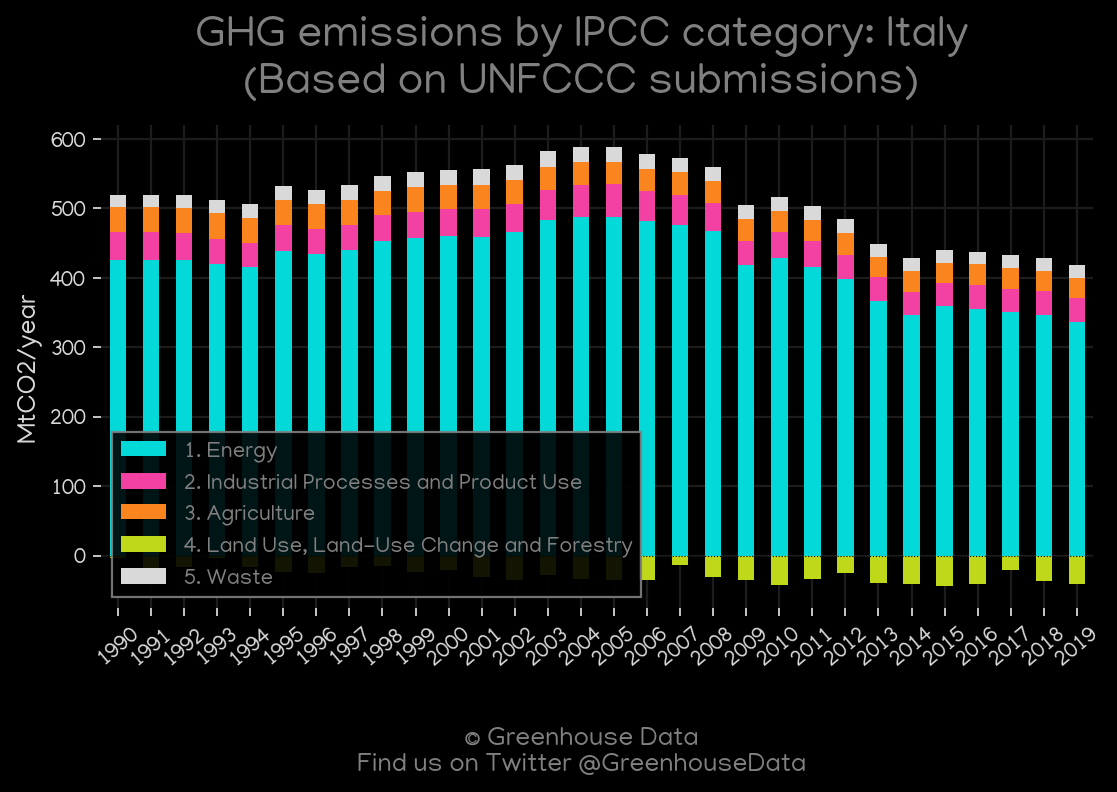 GHG emissions by IPCC category: Italy
(Based on UNFCCC submissions)
600
500
400
300
200
100
0
MtCO2/year
1. Energy
2. Industrial Processes and Product Use
3. Agriculture
4. Land Use, Land-Use Change and Forestry
5. Waste
1990 1991 1992 1993 1994 1995 1996 1997 1998 1999 2000 2001 2002 2003 2004 2005 2006 2007 2008 2009 2010 2011 2012 2013 2014 2015 2016 2017 2018 2019
© Greenhouse Data
Find us on Twitter @GreenhouseData